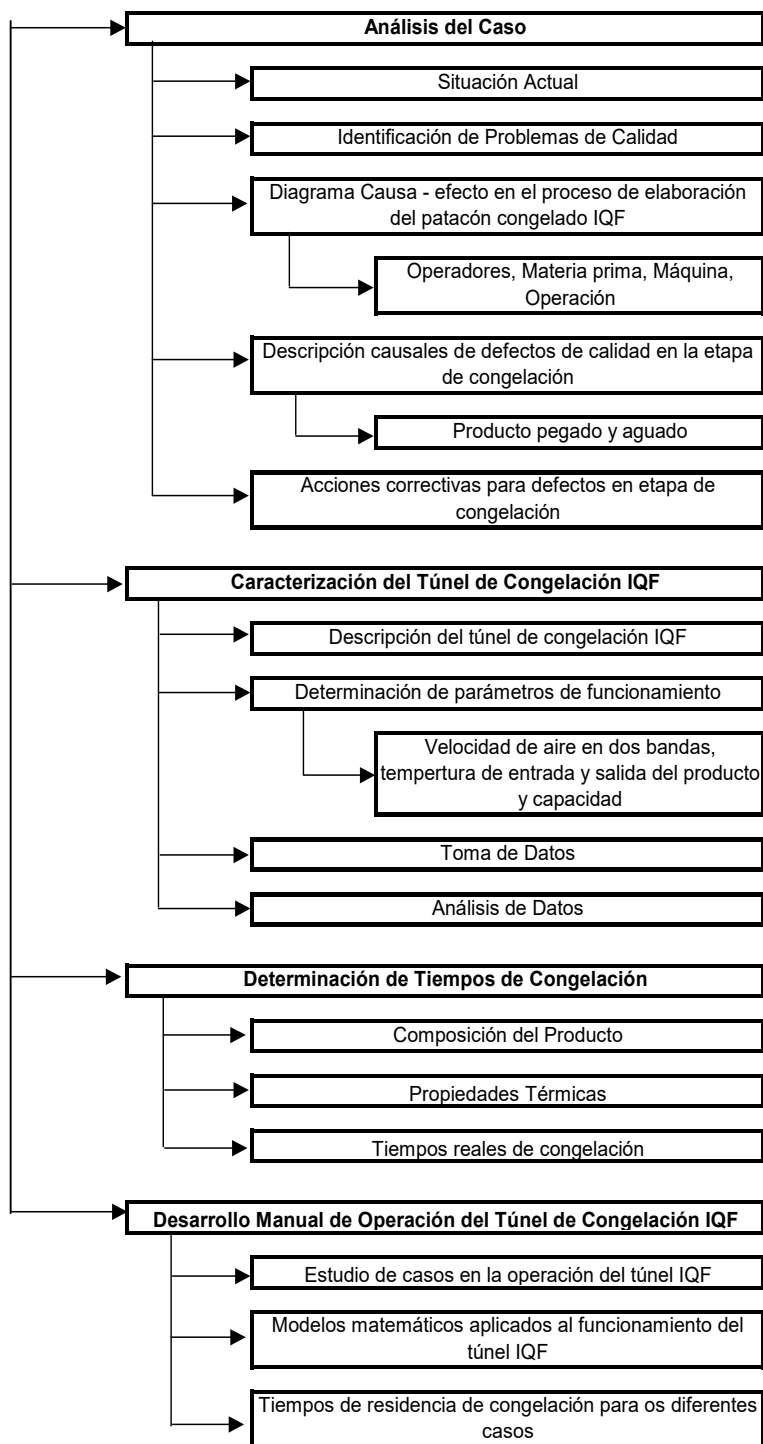 Análisis del Caso
Situación Actual
Identificación de Problemas de Calidad
Diagrama Causa - efecto en el proceso de elaboración
del patacón congelado IQF
Operadores, Materia prima, Máquina,
Operación
Descripción causales de defectos de calidad en la etapa
de congelación
Producto pegado y aguado
Acciones correctivas para defectos en etapa de
congelación
Caracterización del Túnel de Congelación IQF
Descripción del túnel de congelación IQF
Determinación de parámetros de funcionamiento
Velocidad de aire en dos bandas,
tempertura de entrada y salida del producto
y capacidad
Toma de Datos
Análisis de Datos
Determinación de Tiempos de Congelación
Composición del Producto
Propiedades Térmicas
Tiempos reales de congelación
Desarrollo Manual de Operación del Túnel de Congelación IQF
Estudio de casos en la operación del túnel IQF
Modelos matemáticos aplicados al funcionamiento del
túnel IQF
Tiempos de residencia de congelación para os diferentes
casos